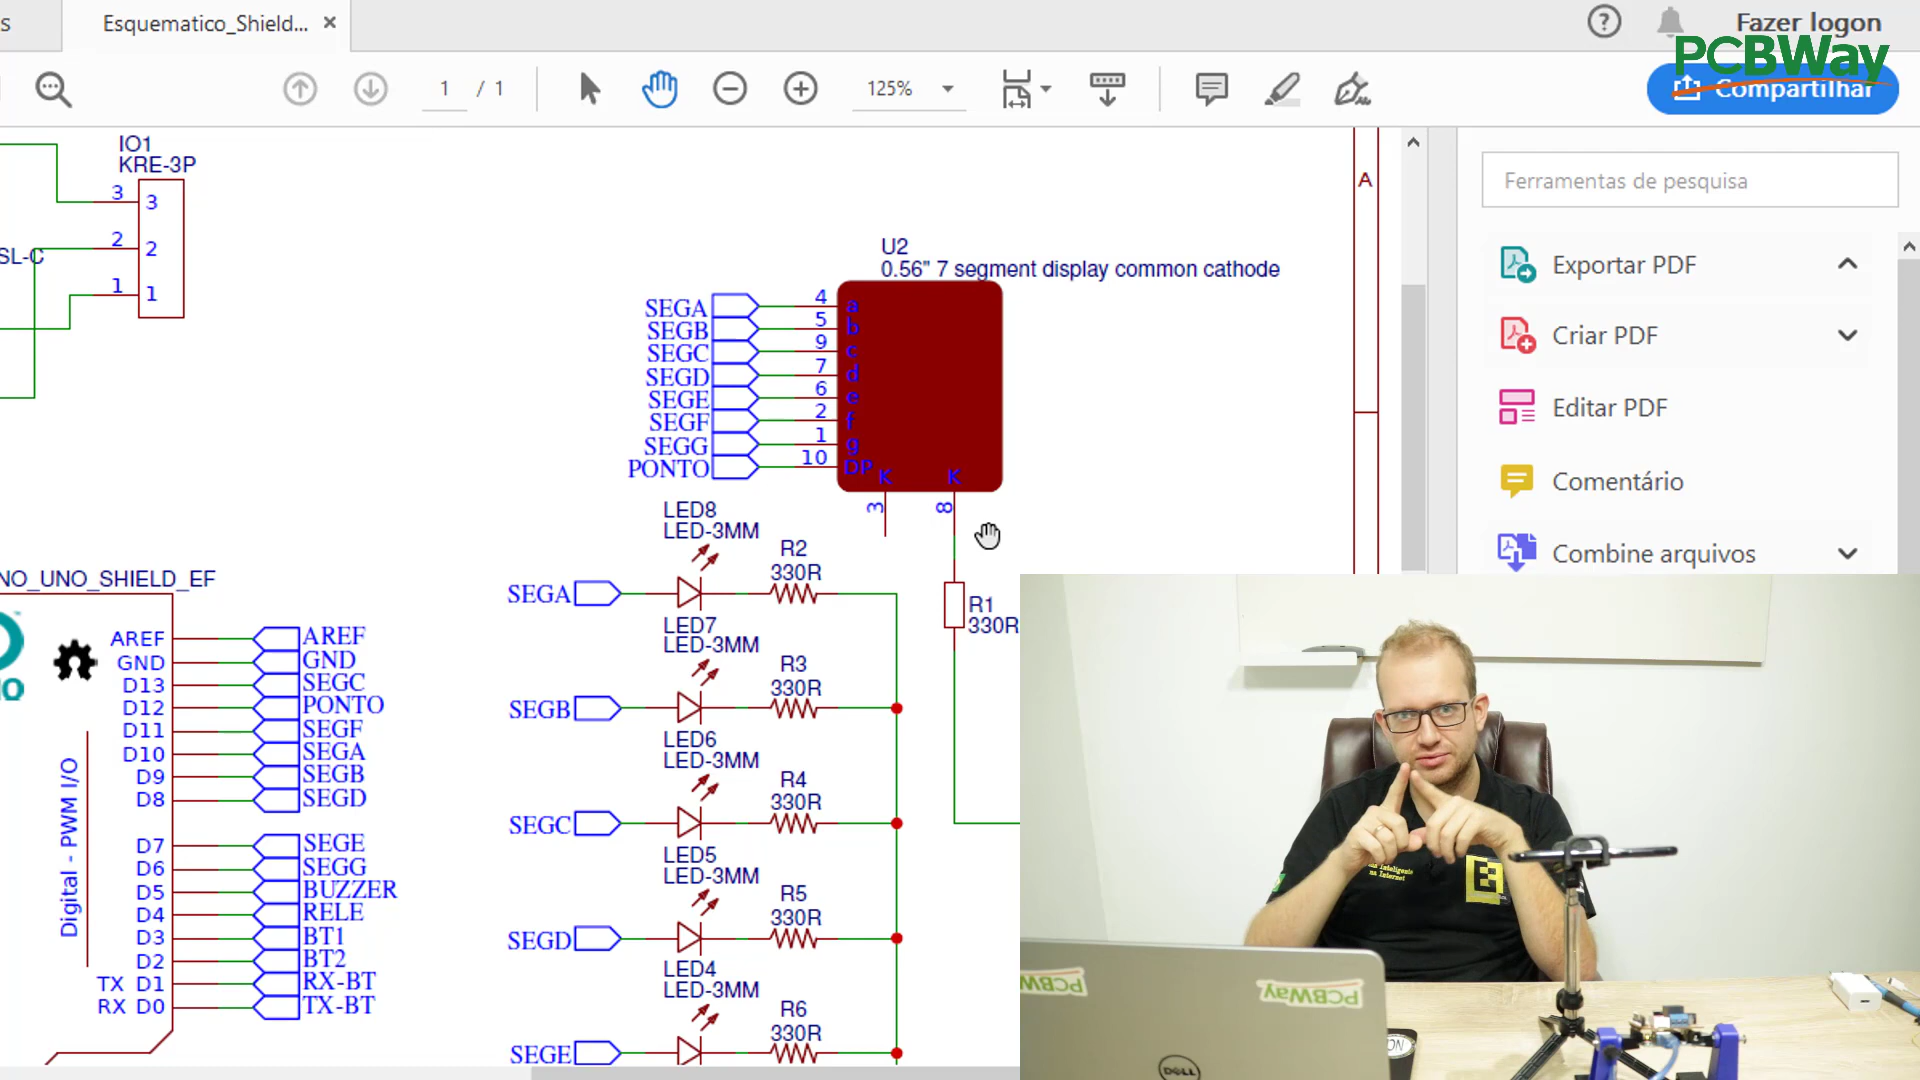 s
Esquematico_Shield... ×
Fazer logon
PCBWay
1 / 1
125%
Compartilhar
IO1
KRE-3P
3 3
2 2
1 1
SL-C
A
Ferramentas de pesquisa
Exportar PDF
Criar PDF
Editar PDF
Comentário
Combine arquivos
U2
0.56" 7 segment display common cathode
SEGA 4 a
SEGB 5 b
SEGC 9 c
SEGD 7 d
SEGE 6 e
SEGF 2 f
SEGG 1 g
PONTO 10 DP
K K
3 8
R1
330R
LED8
LED-3MM
R2
330R
SEGA
LED7
LED-3MM
R3
330R
SEGB
LED6
LED-3MM
R4
330R
SEGC
LED5
LED-3MM
R5
330R
SEGD
LED4
LED-3MM
R6
330R
SEGE
NO_UNO_SHIELD_EF
IO
Digital - PWM I/O
AREF AREF
GND GND
D13 SEGC
D12 PONTO
D11 SEGF
D10 SEGA
D9 SEGB
D8 SEGD
D7 SEGE
D6 SEGG
D5 BUZZER
D4 RELE
D3 BT1
D2 BT2
TX D1 RX-BT
RX D0 TX-BT
na Internet
PCBWay
PCBWay
DELL
ON